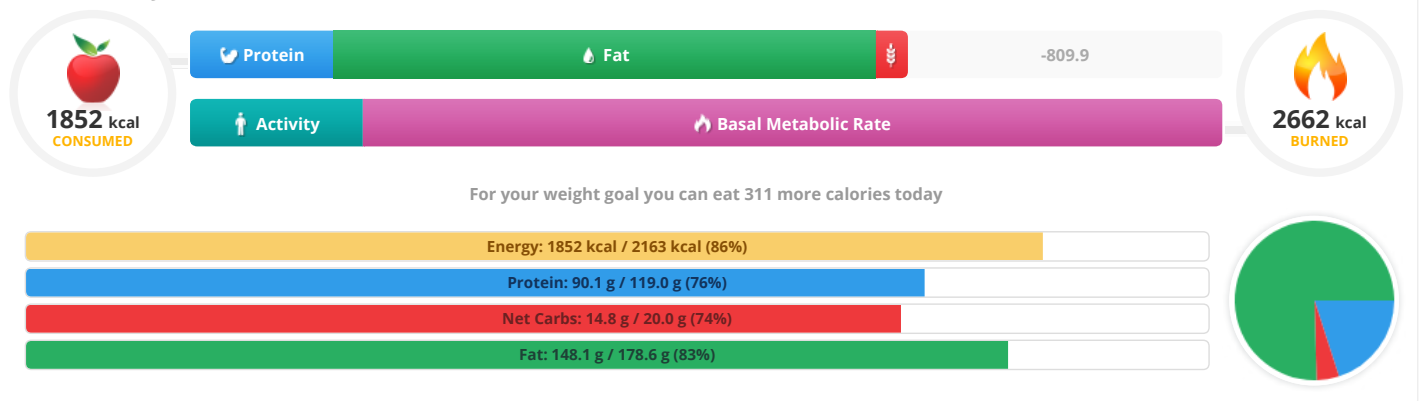 Protein
Fat
-809.9
1852 kcal
CONSUMED
Activity
Basal Metabolic Rate
2662 kcal
BURNED
For your weight goal you can eat 311 more calories today
Energy: 1852 kcal / 2163 kcal (86%)
Protein: 90.1 g / 119.0 g (76%)
Net Carbs: 14.8 g / 20.0 g (74%)
Fat: 148.1 g / 178.6 g (83%)